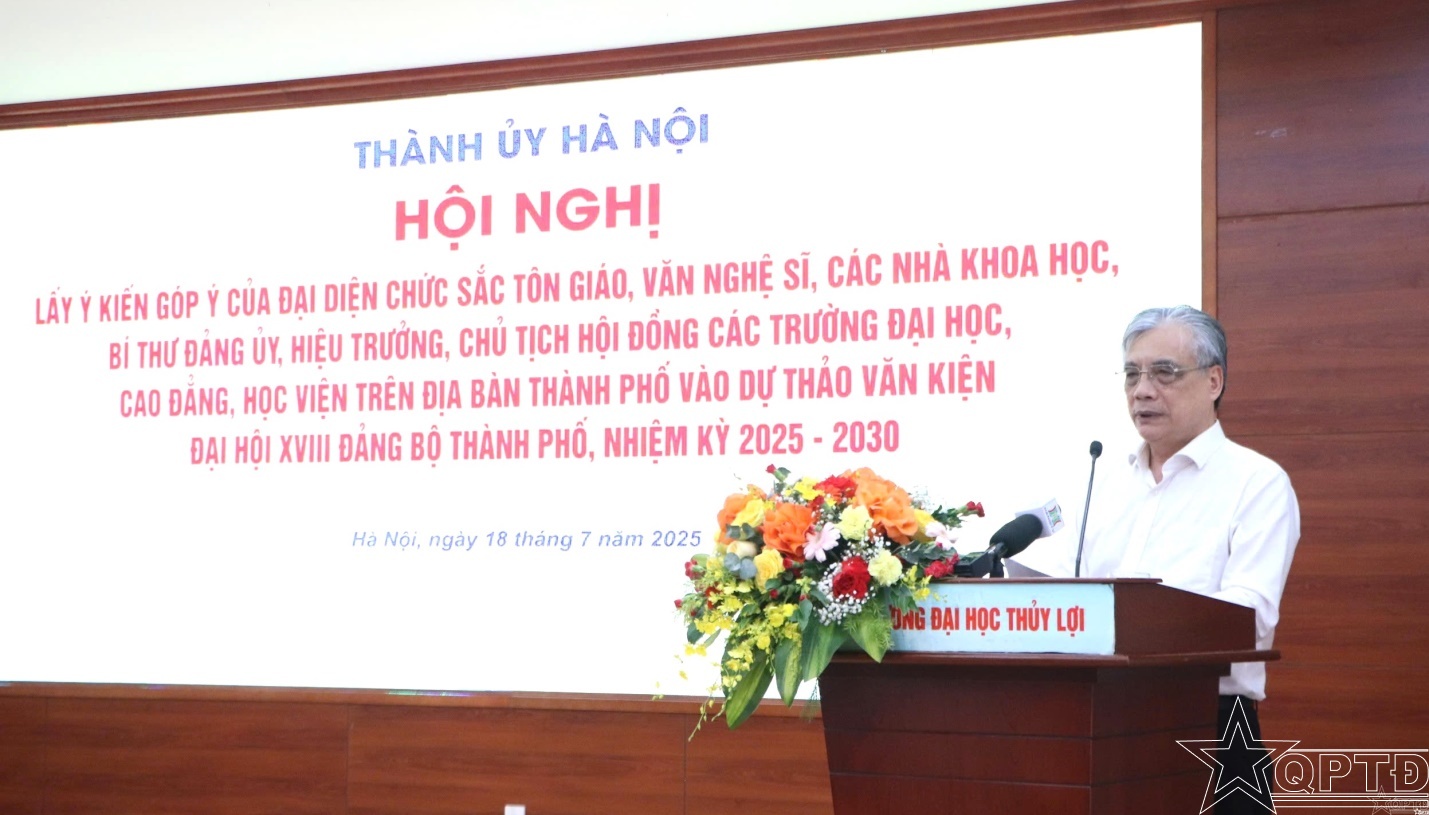 THÀNH ỦY HÀ NỘI
HỘI NGHỊ
LẤY Ý KIẾN GÓP Ý CỦA ĐẠI DIỆN CHỨC SẮC TÔN GIÁO, VĂN NGHỆ SĨ, CÁC NHÀ KHOA HỌC,
BÍ THƯ ĐẢNG ỦY, HIỆU TRƯỞNG, CHỦ TỊCH HỘI ĐỒNG CÁC TRƯỜNG ĐẠI HỌC,
CAO ĐẲNG, HỌC VIỆN TRÊN ĐỊA BÀN THÀNH PHỐ VÀO DỰ THẢO VĂN KIỆN
ĐẠI HỘI XVIII ĐẢNG BỘ THÀNH PHỐ, NHIỆM KỲ 2025 - 2030
Hà Nội, ngày 18 tháng 7 năm 2025
ĐẠI HỌC THỦY LỢI
QPTĐ